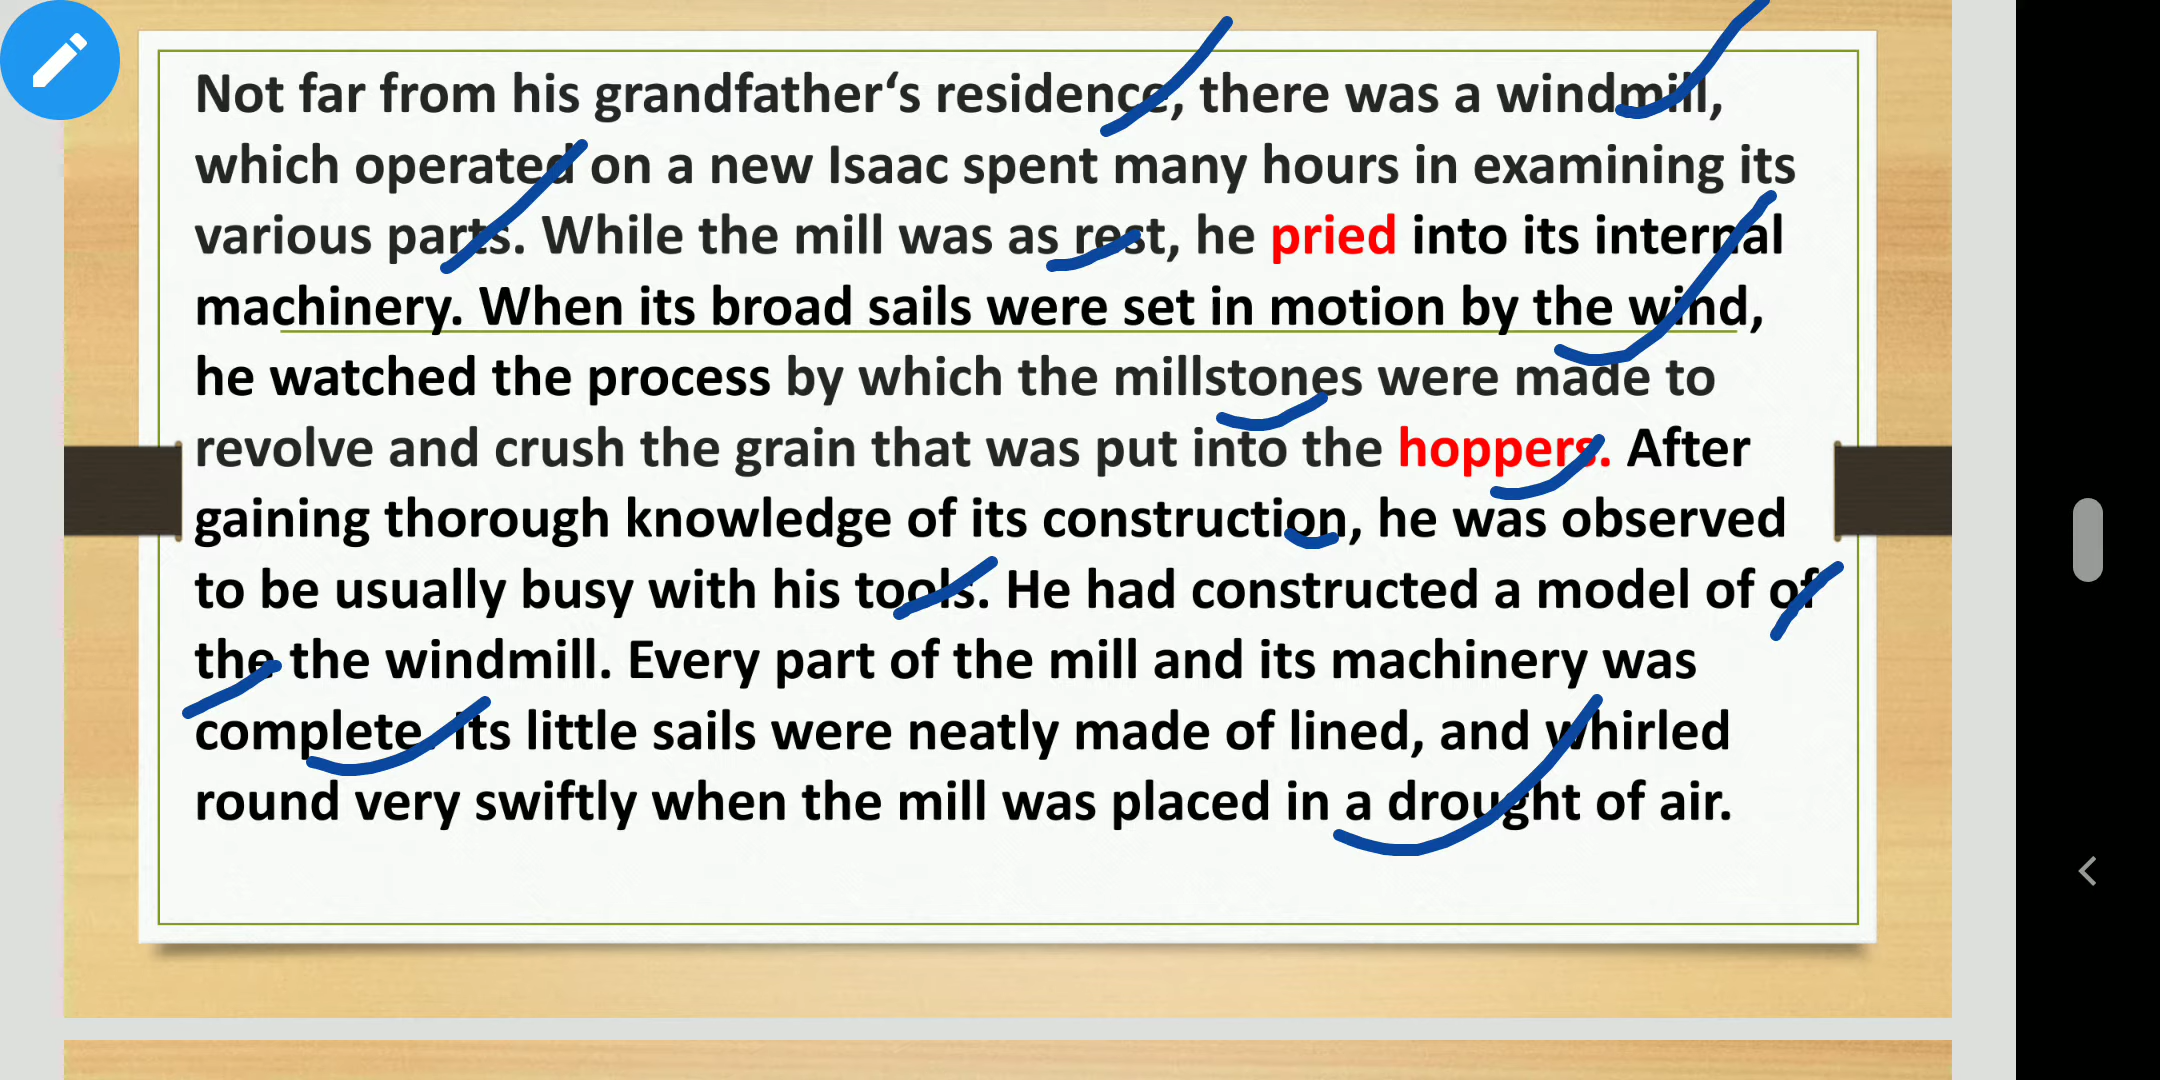 Not far from his grandfather‘s residence, there was a windmill,
which operated on a new Isaac spent many hours in examining its
various parts. While the mill was as rest, he pried into its internal
machinery. When its broad sails were set in motion by the wind,
he watched the process by which the millstones were made to
revolve and crush the grain that was put into the hoppers. After
gaining thorough knowledge of its construction, he was observed
to be usually busy with his tools. He had constructed a model of of
the the windmill. Every part of the mill and its machinery was
complete. Its little sails were neatly made of lined, and whirled
round very swiftly when the mill was placed in a drought of air.